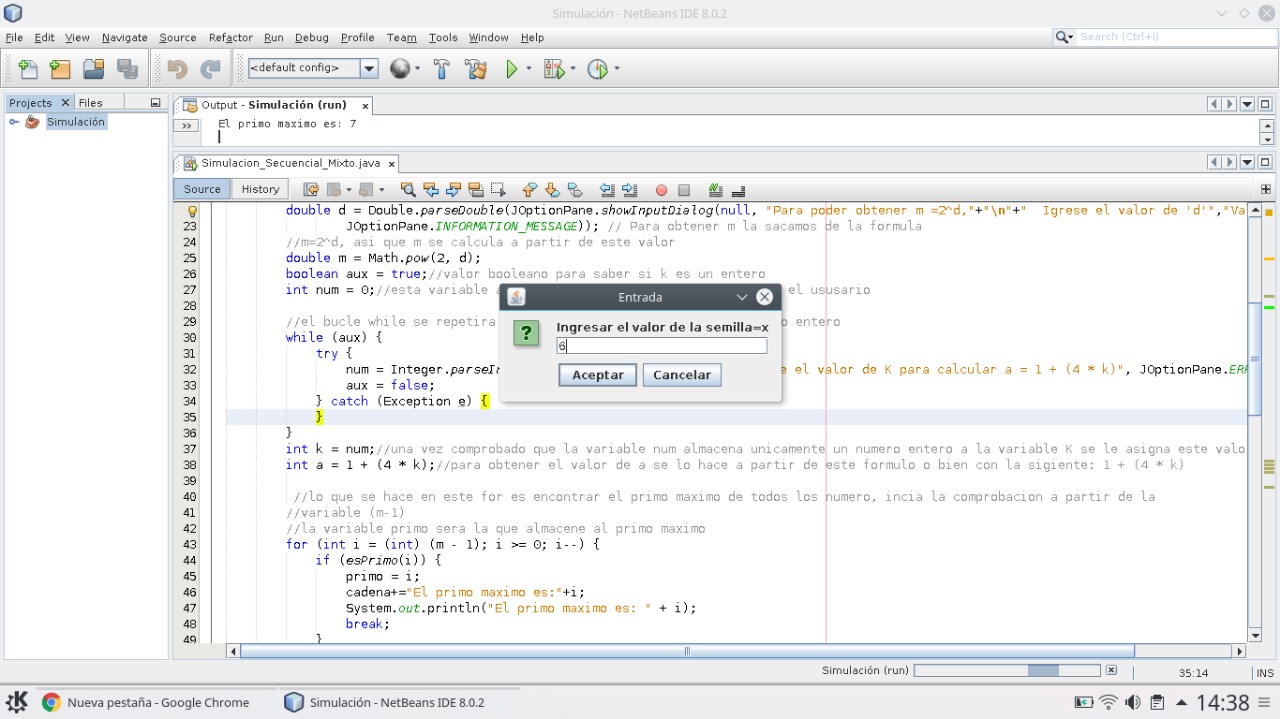 Simulación - NetBeans IDE 8.0.2
File Edit View Navigate Source Refactor Run Debug Profile Team Tools Window Help
Search (Ctrl+I)
<default config>
Projects Files
Simulación
Output - Simulación (run)
El primo maximo es: 7
Simulacion_Secuencial_Mixto.java
Source History
double d = Double.parseDouble(JOptionPane.showInputDialog(null, "Para poder obtener m =2^d,"+"\n"+"  Igrese el valor de 'd'","Va
23 JOptionPane.INFORMATION_MESSAGE)); // Para obtener m la sacamos de la formula
24 //m=2^d, asi que m se calcula a partir de este valor
25 double m = Math.pow(2, d);
26 boolean aux = true;//valor booleano para saber si k es un entero
27 int num = 0;//esta variable a el ususario
28
29 //el bucle while se repetira o entero
30 while (aux) {
31 try {
32 num = Integer.parseIn e el valor de K para calcular a = 1 + (4 * k)", JOptionPane.ERR
33 aux = false;
34 } catch (Exception e) {
35 }
36 }
37 int k = num;//una vez comprobado que la variable num almacena unicamente un numero entero a la variable K se le asigna este valo
38 int a = 1 + (4 * k);//para obtener el valor de a se lo hace a partir de este formulo o bien con la sigiente: 1 + (4 * k)
39
40 //lo que se hace en este for es encontrar el primo maximo de todos los numero, incia la comprobacion a partir de la
41 //variable (m-1)
42 //la variable primo sera la que almacene al primo maximo
43 for (int i = (int) (m - 1); i >= 0; i--) {
44 if (esPrimo(i)) {
45 primo = i;
46 cadena+="El primo maximo es:"+i;
47 System.out.println("El primo maximo es: " + i);
48 break;
49 }
Entrada
Ingresar el valor de la semilla=x
6
Aceptar Cancelar
Simulación (run)
35:14 INS
Nueva pestaña - Google Chrome
Simulación - NetBeans IDE 8.0.2
14:38